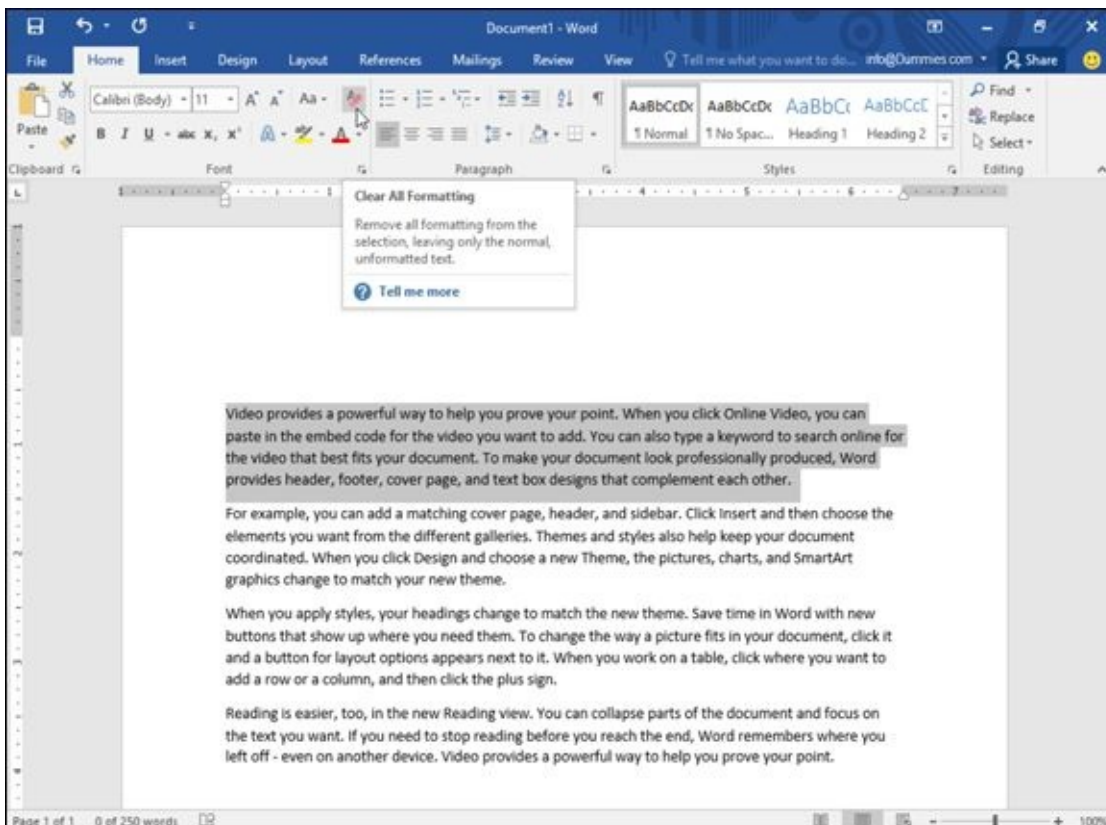 Document1 - Word
File Home Insert Design Layout References Mailings Review View Tell me what you want to do... info@Dummies.com Share
Calibri (Body) 11 A A Aa
Paste B I U abc x, x² A A
AaBbCcDc AaBbCcDc AaBbCc AaBbCcE
¶ Normal ¶ No Spac... Heading 1 Heading 2
Find
Replace
Select
Clipboard Font Paragraph Styles Editing
1 1 4 5 6 7
Clear All Formatting
Remove all formatting from the
selection, leaving only the normal,
unformatted text.
Tell me more
Video provides a powerful way to help you prove your point. When you click Online Video, you can
paste in the embed code for the video you want to add. You can also type a keyword to search online for
the video that best fits your document. To make your document look professionally produced, Word
provides header, footer, cover page, and text box designs that complement each other.
For example, you can add a matching cover page, header, and sidebar. Click Insert and then choose the
elements you want from the different galleries. Themes and styles also help keep your document
coordinated. When you click Design and choose a new Theme, the pictures, charts, and SmartArt
graphics change to match your new theme.
When you apply styles, your headings change to match the new theme. Save time in Word with new
buttons that show up where you need them. To change the way a picture fits in your document, click it
and a button for layout options appears next to it. When you work on a table, click where you want to
add a row or a column, and then click the plus sign.
Reading is easier, too, in the new Reading view. You can collapse parts of the document and focus on
the text you want. If you need to stop reading before you reach the end, Word remembers where you
left off - even on another device. Video provides a powerful way to help you prove your point.
Page 1 of 1 0 of 250 words 100%